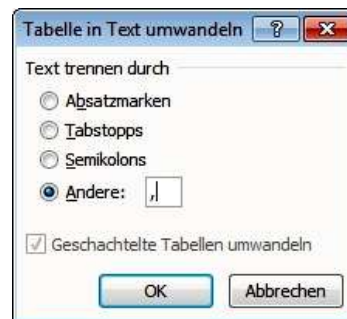 Tabelle in Text umwandeln
Text trennen durch
Absatzmarken
Tabstopps
Semikolons
Andere: ,
Geschachtelte Tabellen umwandeln
OK Abbrechen